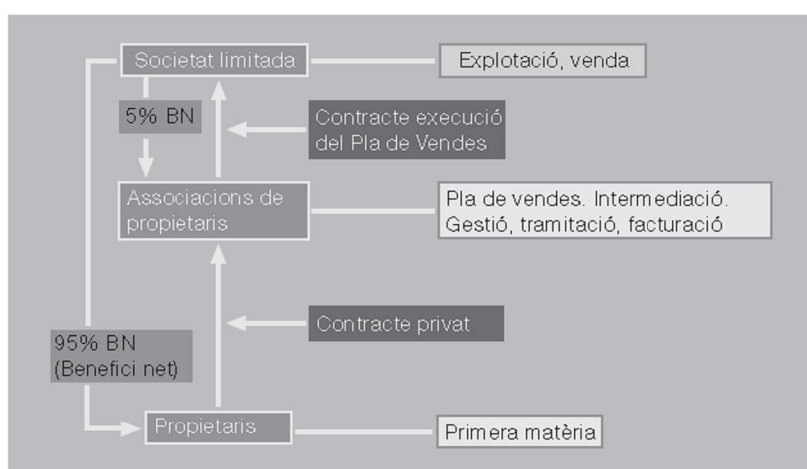 Societat limitada
Explotació, venda
5% BN
Contracte execució
del Pla de Vendes
Associacions de
propietaris
Pla de vendes. Intermediació.
Gestió, tramitació, facturació
Contracte privat
95% BN
(Benefici net)
Propietaris
Primera matèria